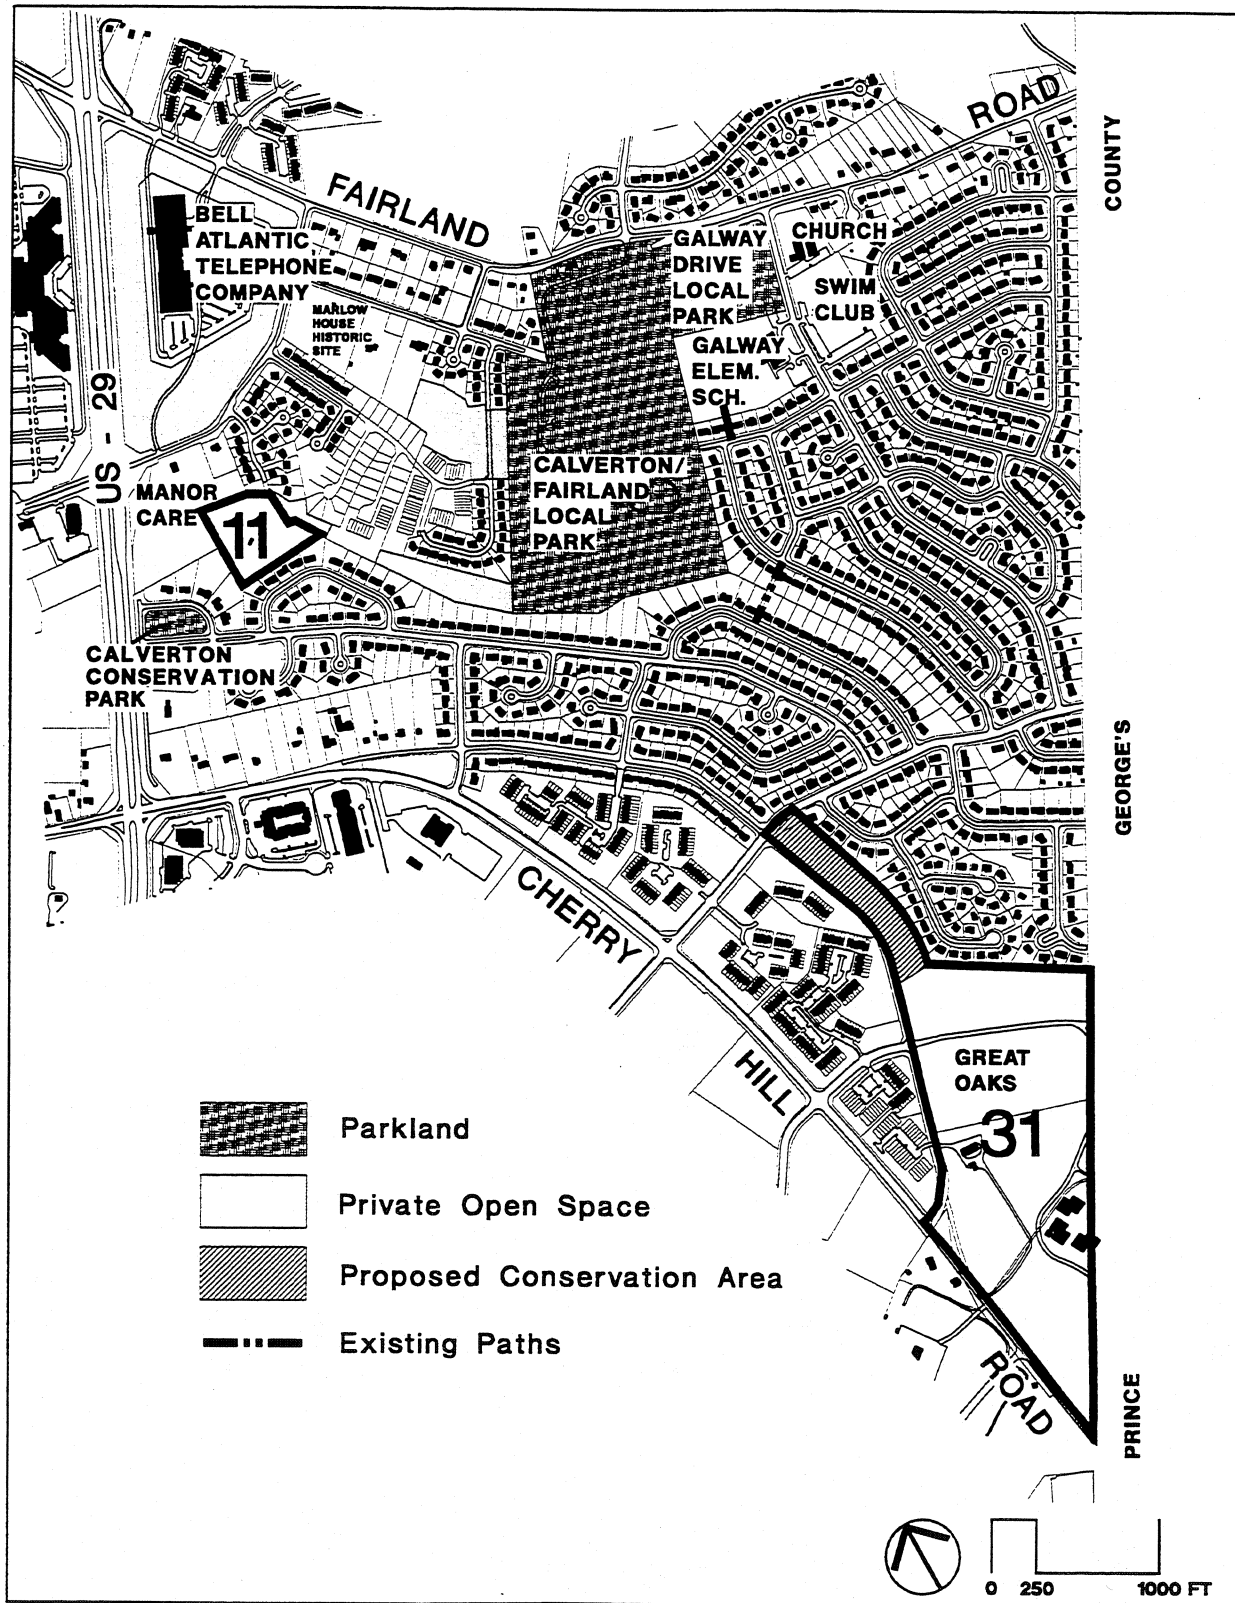 ROAD
COUNTY
FAIRLAND
BELL
ATLANTIC
TELEPHONE
COMPANY
GALWAY
DRIVE
LOCAL
PARK
CHURCH
SWIM
CLUB
MARLOW
HOUSE
HISTORIC
SITE
GALWAY
ELEM.
SCH.
US - 29
MANOR
CARE
11
CALVERTON/
FAIRLAND
LOCAL
PARK
CALVERTON
CONSERVATION
PARK
GEORGE'S
CHERRY
HILL
GREAT
OAKS
31
Parkland
Private Open Space
Proposed Conservation Area
Existing Paths
ROAD
PRINCE
0 250 1000 FT